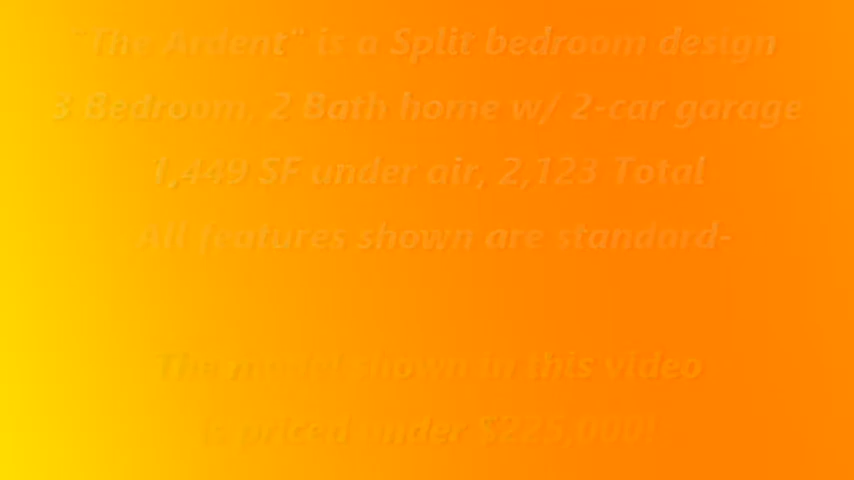 "The Ardent" is a Split bedroom design
3 Bedroom, 2 Bath home w/ 2-car garage
1,449 SF under air, 2,123 Total
All features shown are standard-
The model shown in this video
is priced under $225,000!